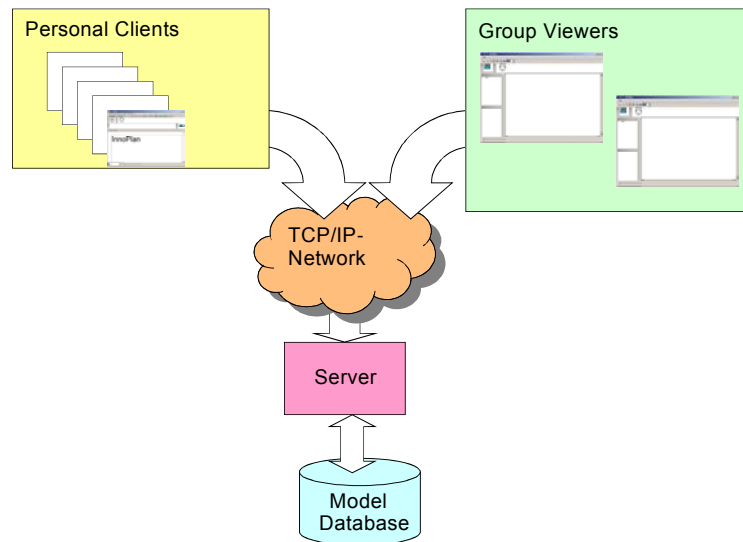 Personal Clients
Group Viewers
InnoPlan
TCP/IP-
Network
Server
Model
Database